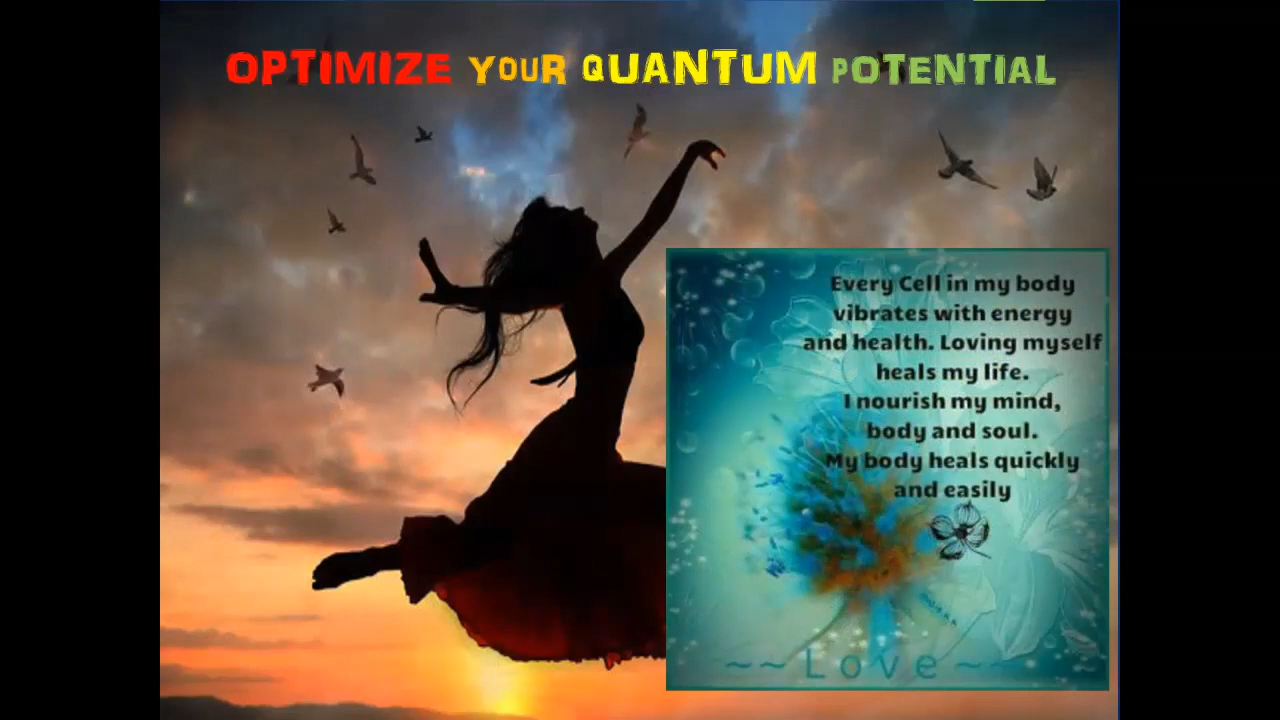 OPTIMIZE YOUR QUANTUM POTENTIAL
Every Cell in my body
vibrates with energy
and health. Loving myself
heals my life.
I nourish my mind,
body and soul.
My body heals quickly
and easily
~~Love~~